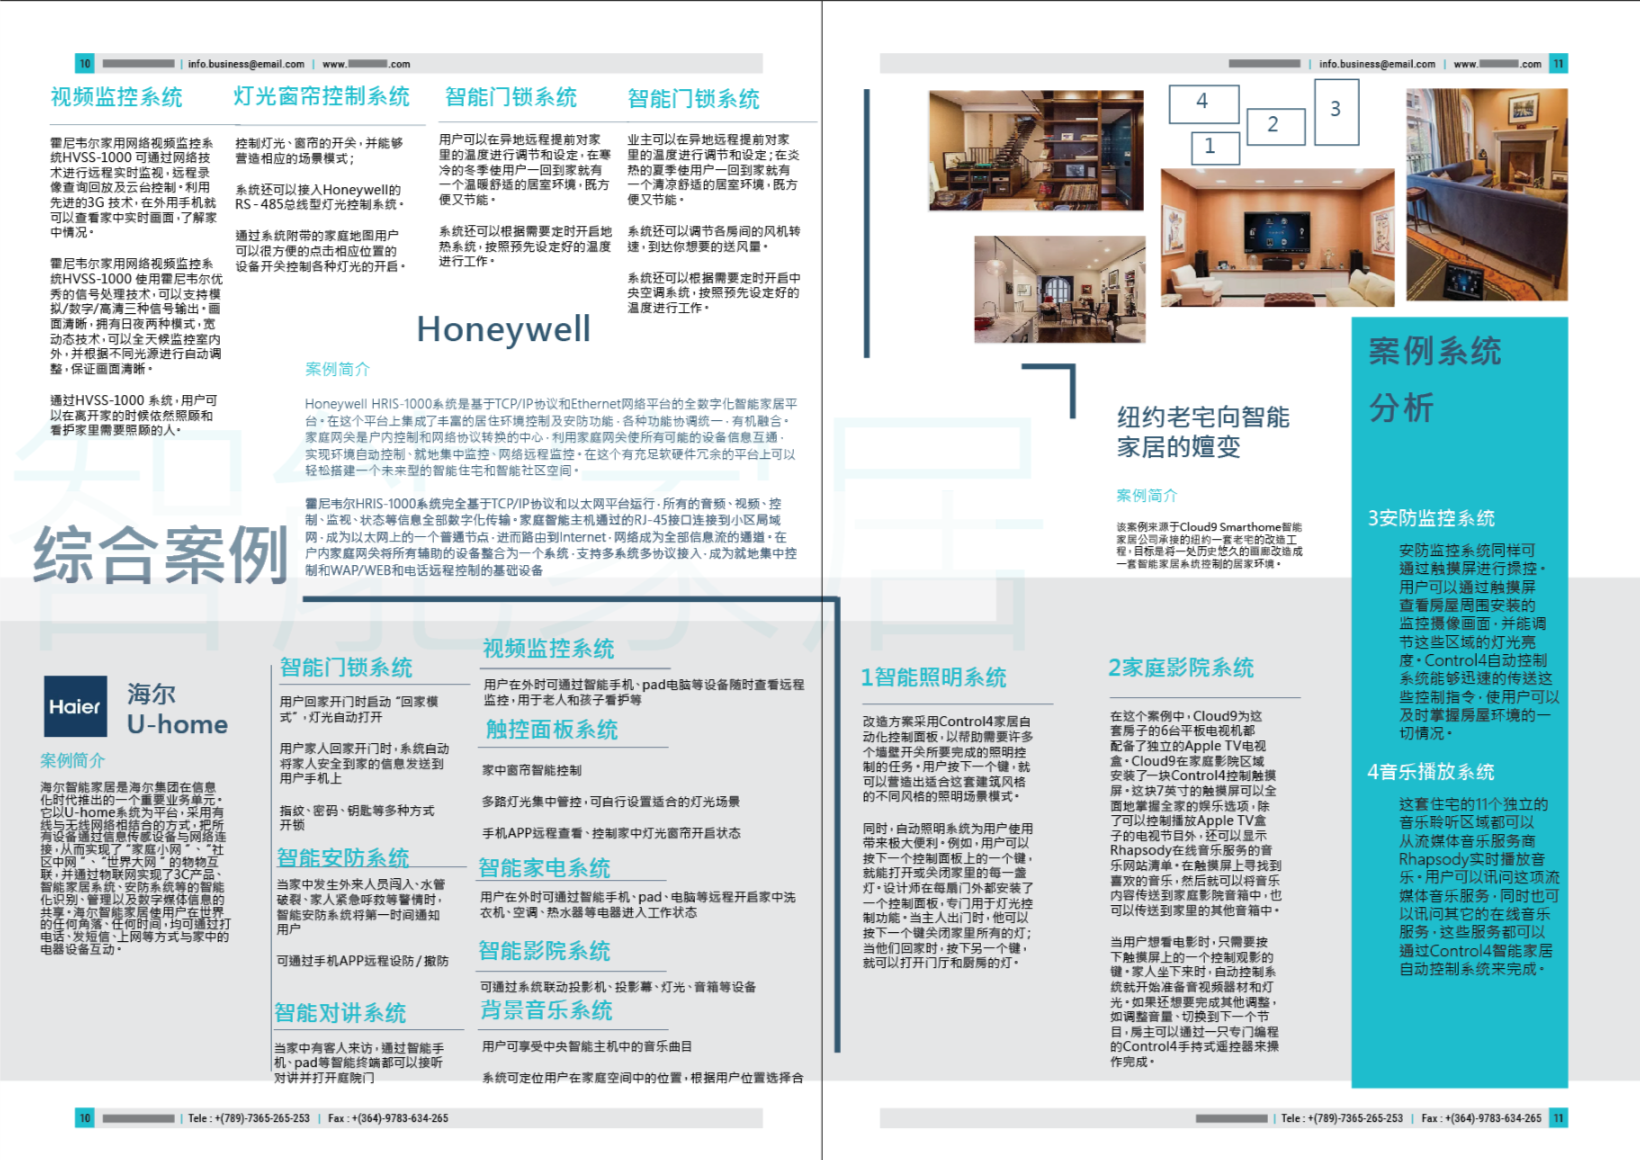 10 | info.business@email.com | www. .com
视频监控系统
霍尼韦尔家用网络视频监控系
统HVSS-1000 可通过网络技
术进行远程实时监视，远程录
像查询回放及云台控制。利用
先进的3G 技术，在外用手机就
可以查看家中实时画面，了解家
中情况。
霍尼韦尔家用网络视频监控系
统HVSS-1000 使用霍尼韦尔优
秀的信号处理技术，可以支持模
拟/数字/高清三种信号输出。画
面清晰，拥有日夜两种模式，宽
动态技术，可以全天候监控室内
外，并根据不同光源进行自动调
整，保证画面清晰。
通过HVSS-1000 系统，用户可
以在离开家的时候依然照顾和
看护家里需要照顾的人。
灯光窗帘控制系统
控制灯光、窗帘的开关，并能够
营造相应的场景模式；
系统还可以接入Honeywell的
RS-485总线型灯光控制系统。
通过系统附带的家庭地图用户
可以很方便的点击相应位置的
设备开关控制各种灯光的开启。
智能门锁系统
用户可以在异地远程提前对家
里的温度进行调节和设定，在寒
冷的冬季使用户一回到家就有
一个温暖舒适的居室环境，既方
便又节能。
系统还可以根据需要定时开启地
热系统，按照预先设定好的温度
进行工作。
智能门锁系统
业主可以在异地远程提前对家
里的温度进行调节和设定；在炎
热的夏季使用户一回到家就有
一个清凉舒适的居室环境，既方
便又节能。
系统还可以调节各房间的风机转
速，到达你想要的送风量。
系统还可以根据需要定时开启中
央空调系统，按照预先设定好的
温度进行工作。
Honeywell
案例简介
Honeywell HRIS-1000系统是基于TCP/IP协议和Ethernet网络平台的全数字化智能家居平
台。在这个平台上集成了丰富的居住环境控制及安防功能，各种功能协调统一，有机融合。
家庭网关是户内控制和网络协议转换的中心，利用家庭网关使所有可能的设备信息互通，
实现环境自动控制、就地集中监控、网络远程监控。在这个有充足软硬件冗余的平台上可以
轻松搭建一个未来型的智能住宅和智能社区空间。
霍尼韦尔HRIS-1000系统完全基于TCP/IP协议和以太网平台运行，所有的音频、视频、控
制、监视、状态等信息全部数字化传输。家庭智能主机通过的RJ-45接口连接到小区局域
网，成为以太网上的一个普通节点，进而路由到Internet，网络成为全部信息流的通道。在
户内家庭网关将所有辅助的设备整合为一个系统，支持多系统多协议接入，成为就地集中控
制和WAP/WEB和电话远程控制的基础设备
智能家居
综合案例
Haier
海尔
U-home
案例简介
海尔智能家居是海尔集团在信息
化时代推出的一个重要业务单元。
它以U-home系统为平台，采用有
线与无线网络相结合的方式，把所
有设备通过信息传感设备与网络连
接，从而实现了“家庭小网”、“社
区中网”、“世界大网”的物物互
联，并通过物联网实现了3C产品、
智能家居系统、安防系统等的智能
化识别、管理以及数字媒体信息的
共享。海尔智能家居使用户在世界
的任何角落、任何时间，均可通过打
电话、发短信、上网等方式与家中的
电器设备互动。
智能门锁系统
用户回家开门时启动“回家模
式”，灯光自动打开
用户家人回家开门时，系统自动
将家人安全到家的信息发送到
用户手机上
指纹、密码、钥匙等多种方式
开锁
智能安防系统
当家中发生外来人员闯入、水管
破裂、家人紧急呼救等警情时，
智能安防系统将第一时间通知
用户
可通过手机APP远程设防/撤防
智能对讲系统
当家中有客人来访，通过智能手
机、pad等智能终端都可以接听
对讲并打开庭院门
视频监控系统
用户在外时可通过智能手机、pad电脑等设备随时查看远程
监控，用于老人和孩子看护等
触控面板系统
家中窗帘智能控制
多路灯光集中管控，可自行设置适合的灯光场景
手机APP远程查看、控制家中灯光窗帘开启状态
智能家电系统
用户在外时可通过智能手机、pad、电脑等远程开启家中洗
衣机、空调、热水器等电器进入工作状态
智能影院系统
可通过系统联动投影机、投影幕、灯光、音箱等设备
背景音乐系统
用户可享受中央智能主机中的音乐曲目
系统可定位用户在家庭空间中的位置，根据用户位置选择合
10 | Tele : +(789)-7365-265-253 | Fax : +(364)-9783-634-265
| info.business@email.com | www. .com 11
4
3
2
1
纽约老宅向智能
家居的嬗变
案例简介
该案例来源于Cloud9 Smarthome智能
家居公司承接的纽约一套老宅的改造工
程，目标是将一处历史悠久的画廊改造成
一套智能家居系统控制的居家环境。
1智能照明系统
改造方案采用Control4家居自
动化控制面板，以帮助需要许多
个墙壁开关所要完成的照明控
制的任务。用户按下一个键，就
可以营造出适合这套建筑风格
的不同风格的照明场景模式。
同时，自动照明系统为用户使用
带来极大便利。例如，用户可以
按下一个控制面板上的一个键，
就能打开或关闭家里的每一盏
灯。设计师在每扇门外都安装了
一个控制面板，专门用于灯光控
制功能。当主人出门时，他可以
按下一个键关闭家里所有的灯；
当他们回家时，按下另一个键，
就可以打开门厅和厨房的灯。
2家庭影院系统
在这个案例中，Cloud9为这
套房子的6台平板电视机都
配备了独立的Apple TV电视
盒。Cloud9在家庭影院区域
安装了一块Control4控制触摸
屏。这块7英寸的触摸屏可以全
面地掌握全家的娱乐选项，除
了可以控制播放Apple TV盒
子的电视节目外，还可以显示
Rhapsody在线音乐服务的音
乐网站清单。在触摸屏上寻找到
喜欢的音乐，然后就可以将音乐
内容传送到家庭影院音箱中，也
可以传送到家里的其他音箱中。
当用户想看电影时，只需要按
下触摸屏上的一个控制观影的
键。家人坐下来时，自动控制系
统就开始准备音视频器材和灯
光。如果还想要完成其他调整，
如调整音量、切换到下一个节
目，房主可以通过一只专门编程
的Control4手持式遥控器来操
作完成。
案例系统
分析
3安防监控系统
安防监控系统同样可
通过触摸屏进行操控。
用户可以通过触摸屏
查看房屋周围安装的
监控摄像画面，并能调
节这些区域的灯光亮
度。Control4自动控制
系统能够迅速的传送这
些控制指令，使用户可以
及时掌握房屋环境的一
切情况。
4音乐播放系统
这套住宅的11个独立的
音乐聆听区域都可以
从流媒体音乐服务商
Rhapsody实时播放音
乐。用户可以讯问这项流
媒体音乐服务，同时也可
以讯问其它的在线音乐
服务，这些服务都可以
通过Control4智能家居
自动控制系统来完成。
| Tele : +(789)-7365-265-253 | Fax : +(364)-9783-634-265 11